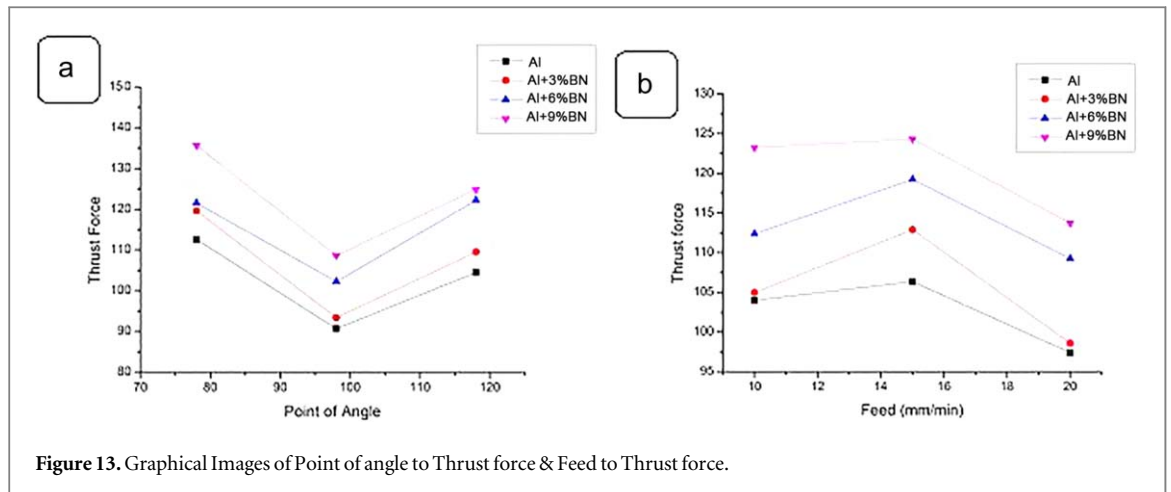 a
Al
Al+3%BN
Al+6%BN
Al+9%BN
150
140
130
120
110
100
90
80
Thrust Force
70 80 90 100 110 120
Point of Angle
b
Al
Al+3%BN
Al+6%BN
Al+9%BN
130
125
120
115
110
105
100
95
Thrust force
10 12 14 16 18 20
Feed (mm/min)
Figure 13. Graphical Images of Point of angle to Thrust force & Feed to Thrust force.